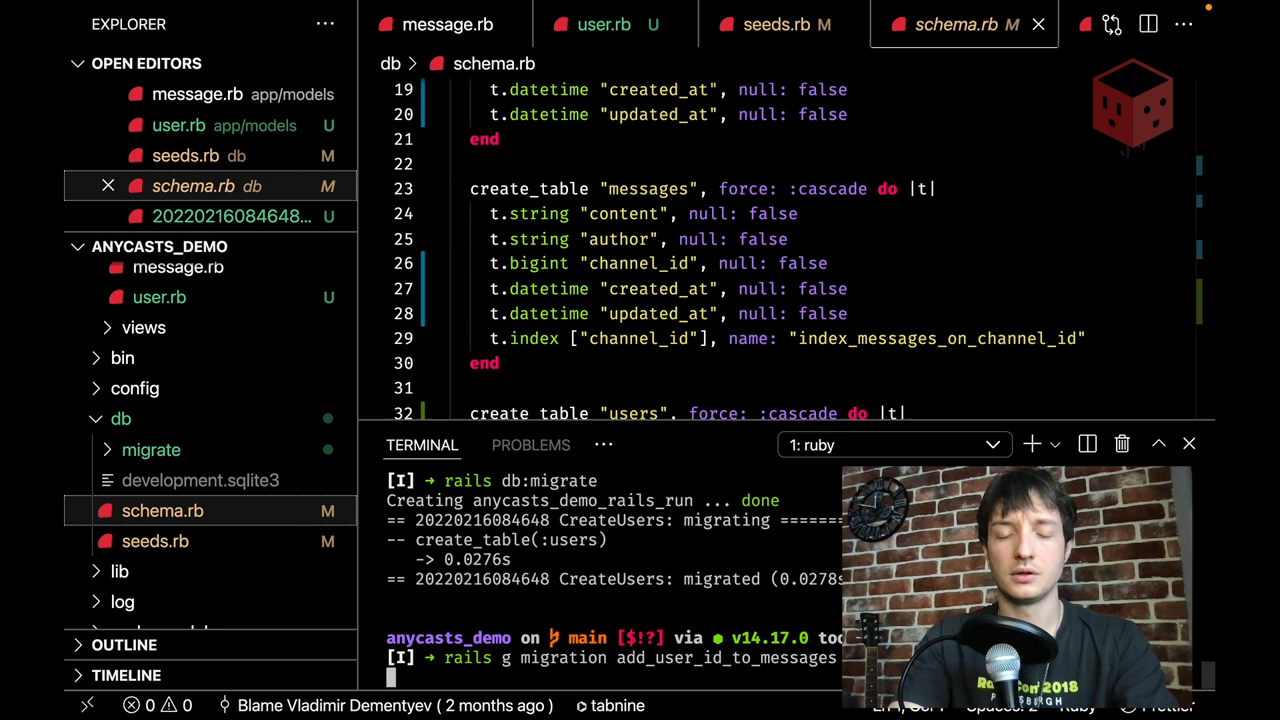 EXPLORER
OPEN EDITORS
message.rb app/models
user.rb app/models U
seeds.rb db M
schema.rb db M
20220216084648... U
ANYCASTS_DEMO
message.rb
user.rb U
views
bin
config
db
migrate
development.sqlite3
schema.rb M
seeds.rb M
lib
log
OUTLINE
TIMELINE
message.rb
user.rb U
seeds.rb M
schema.rb M
db > schema.rb
19 t.datetime "created_at", null: false
20 t.datetime "updated_at", null: false
21 end
22
23 create_table "messages", force: :cascade do |t|
24 t.string "content", null: false
25 t.string "author", null: false
26 t.bigint "channel_id", null: false
27 t.datetime "created_at", null: false
28 t.datetime "updated_at", null: false
29 t.index ["channel_id"], name: "index_messages_on_channel_id"
30 end
31
32 create_table "users", force: :cascade do |t|
TERMINAL PROBLEMS
1: ruby
[I] → rails db:migrate
Creating anycasts_demo_rails_run ... done
== 20220216084648 CreateUsers: migrating =======
-- create_table(:users)
-> 0.0276s
== 20220216084648 CreateUsers: migrated (0.0278s
anycasts_demo on main [$!?] via v14.17.0
[I] → rails g migration add_user_id_to_messages
2018
0 0
Blame Vladimir Dementyev ( 2 months ago )
tabnine